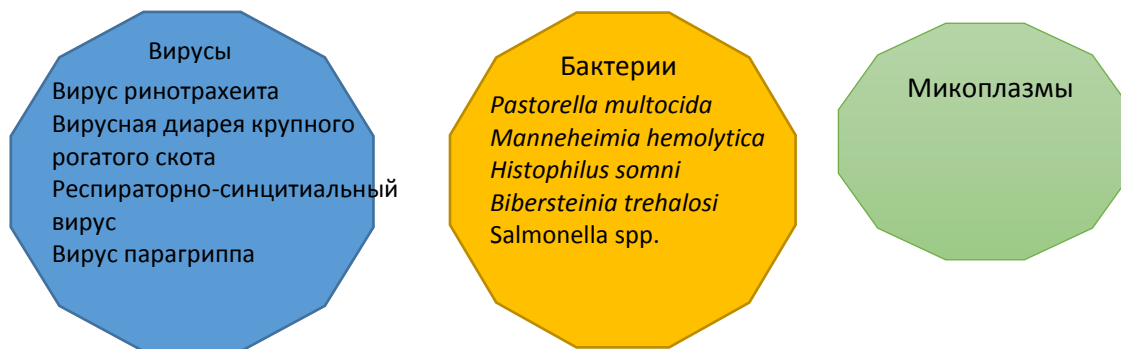 Вирусы
Вирус ринотрахеита
Вирусная диарея крупного
рогатого скота
Респираторно-синцитиальный
вирус
Вирус парагриппа
Бактерии
Pastorella multocida
Manneheimia hemolytica
Histophilus somni
Bibersteinia trehalosi
Salmonella spp.
Микоплазмы